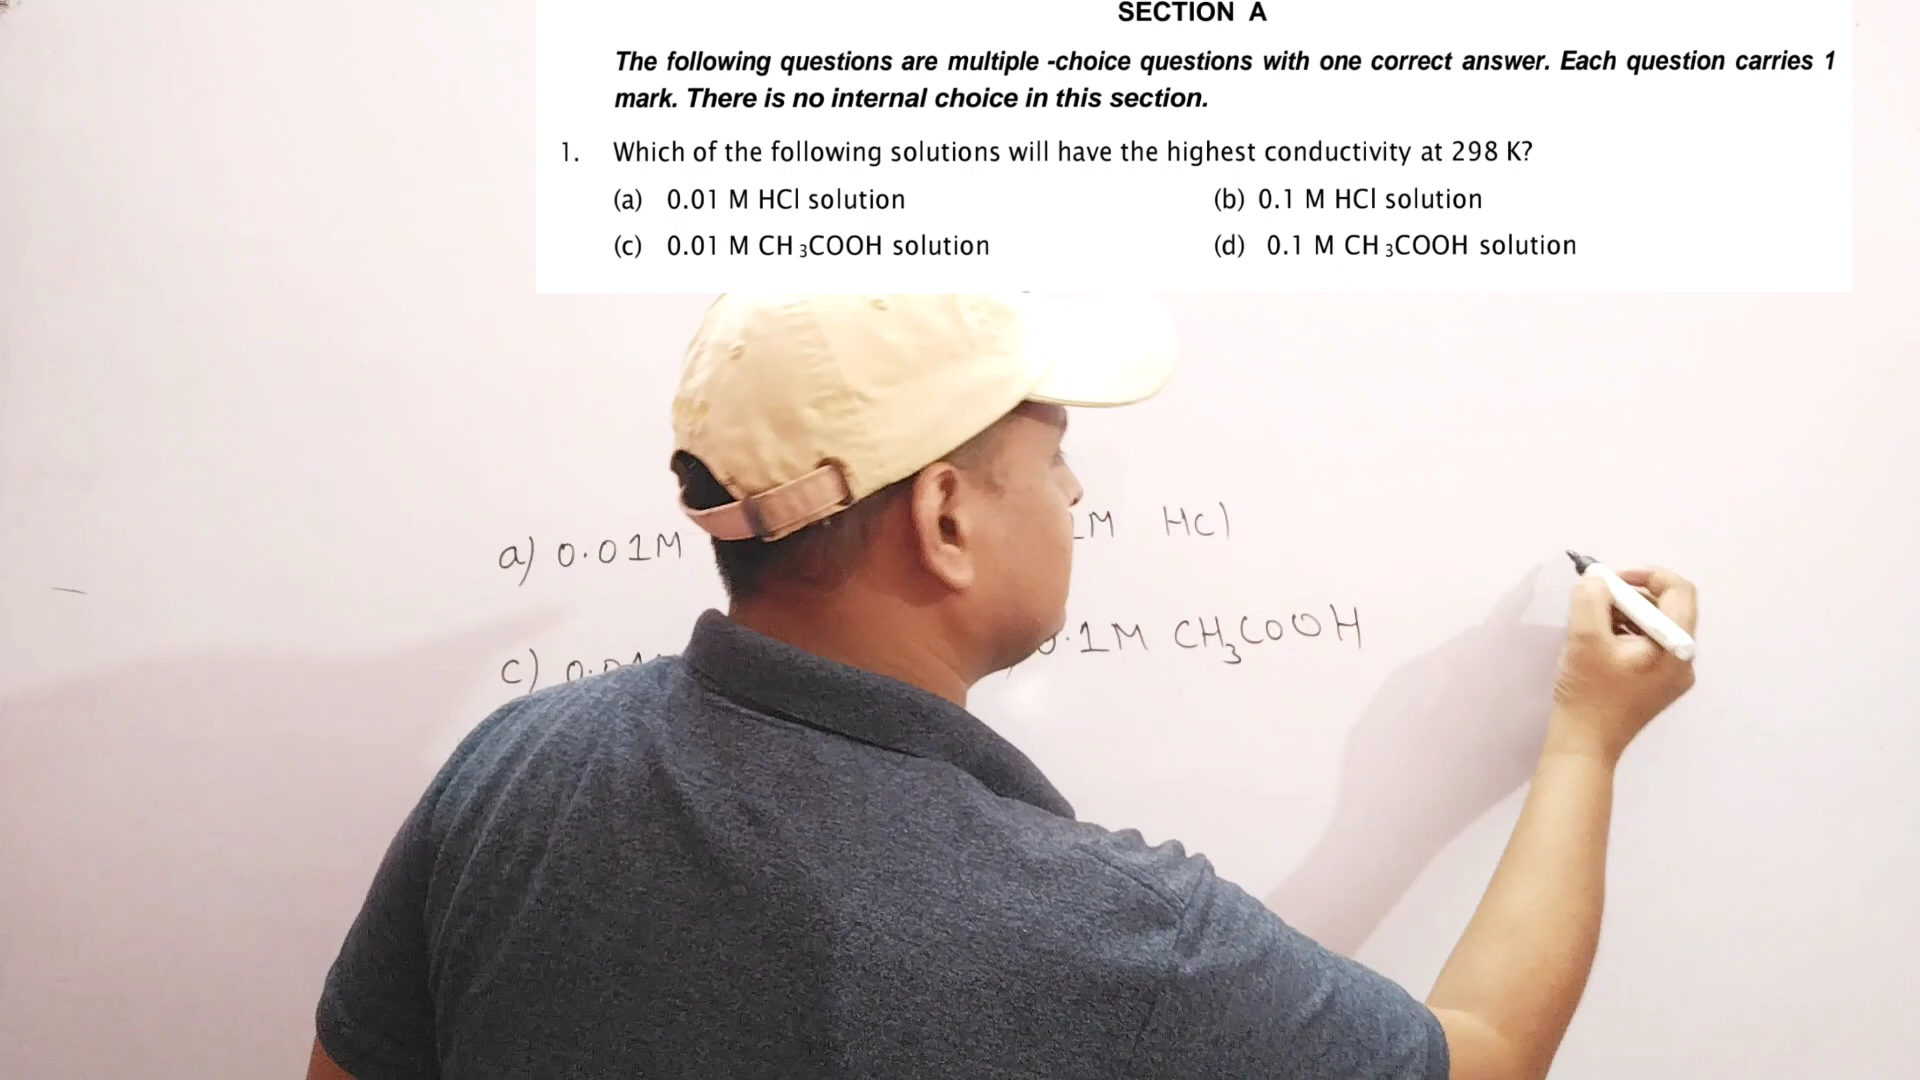 SECTION A
The following questions are multiple -choice questions with one correct answer. Each question carries 1
mark. There is no internal choice in this section.
1. Which of the following solutions will have the highest conductivity at 298 K?
(a) 0.01 M HCl solution (b) 0.1 M HCl solution
(c) 0.01 M CH3COOH solution (d) 0.1 M CH3COOH solution
a) 0.01M 1M HCl
c) 0.1M CH3COOH